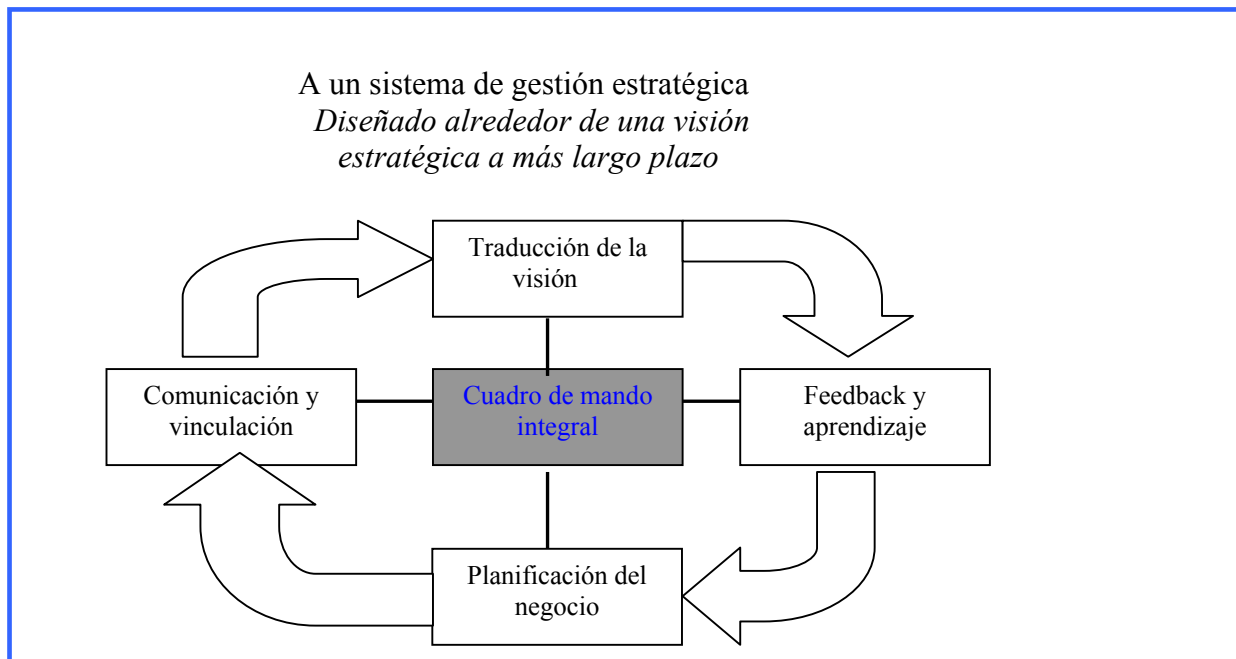 A un sistema de gestión estratégica
Diseñado alrededor de una visión
estratégica a más largo plazo
Traducción de la
visión
Comunicación y
vinculación
Cuadro de mando
integral
Feedback y
aprendizaje
Planificación del
negocio